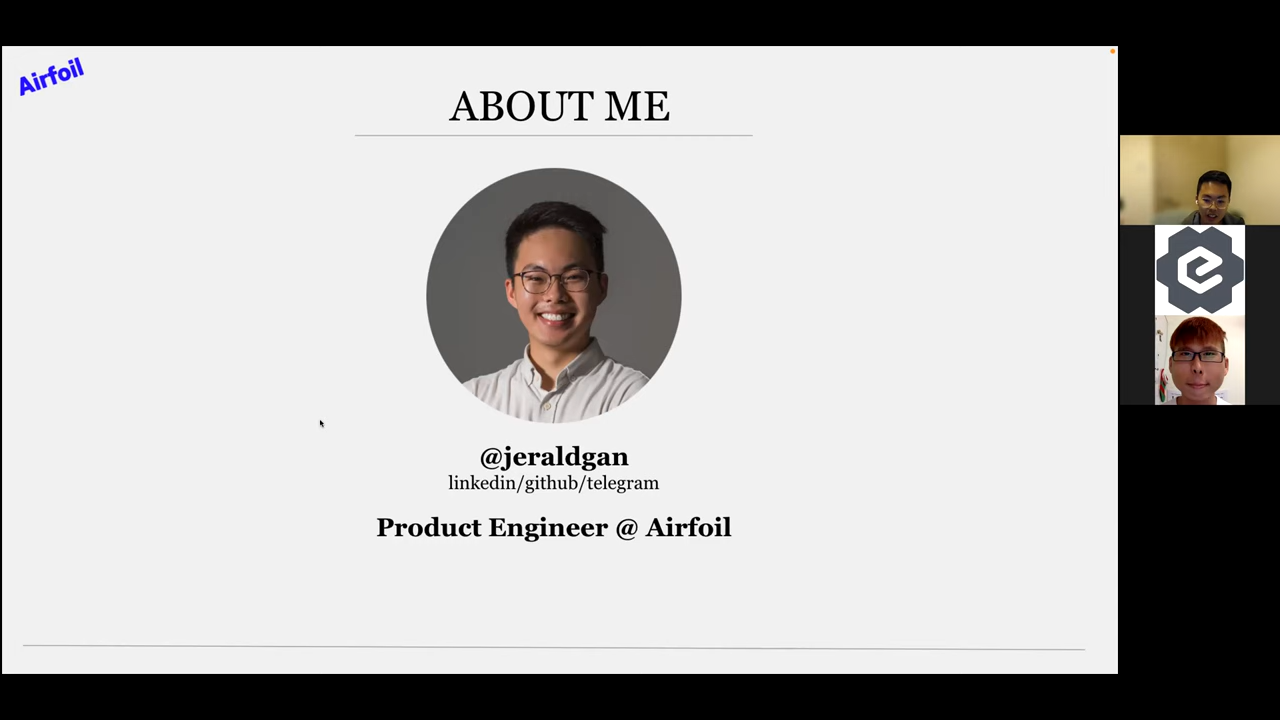 Airfoil
ABOUT ME
@jeraldgan
linkedin/github/telegram
Product Engineer @ Airfoil